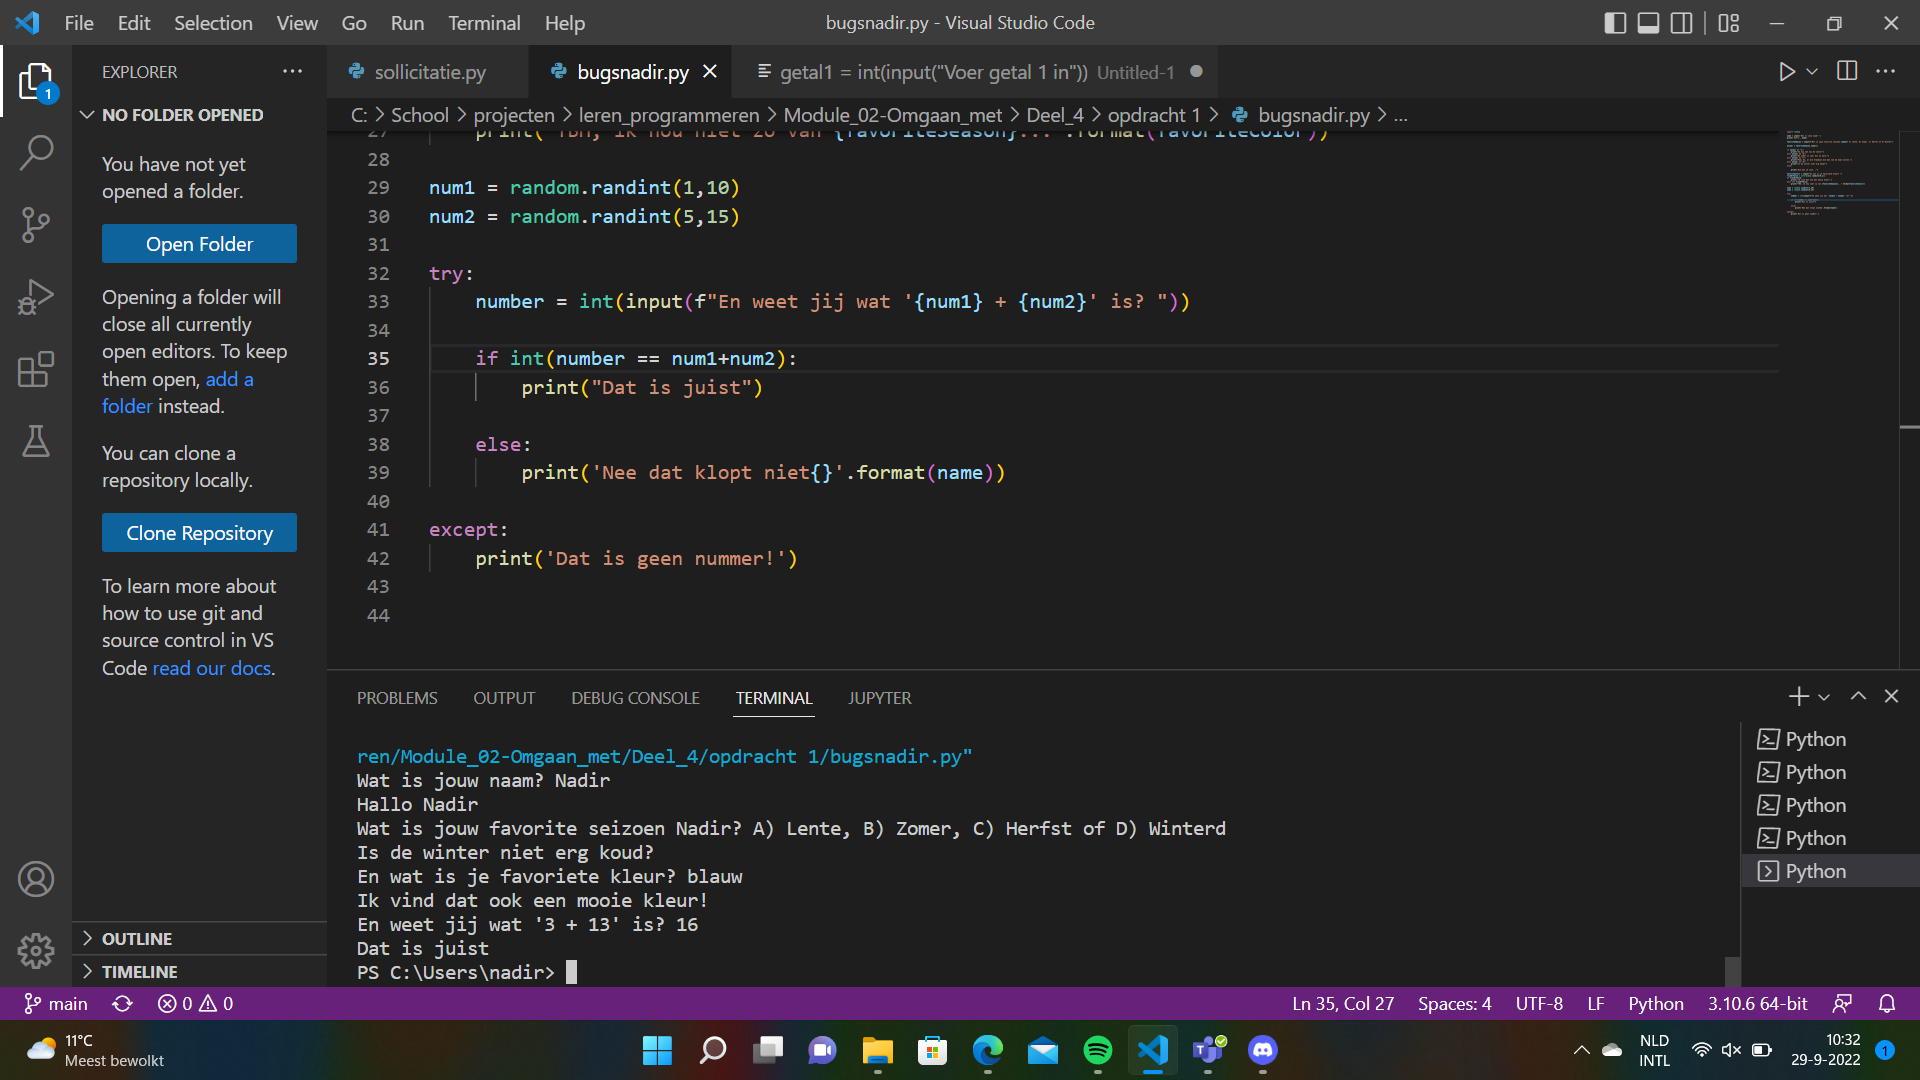 File Edit Selection View Go Run Terminal Help
bugsnadir.py - Visual Studio Code
EXPLORER
sollicitatie.py
bugsnadir.py
getal1 = int(input("Voer getal 1 in")) Untitled-1
NO FOLDER OPENED
C: > School > projecten > leren_programmeren > Module_02-Omgaan_met > Deel_4 > opdracht 1 > bugsnadir.py > ...
1
You have not yet
opened a folder.
Open Folder
Opening a folder will
close all currently
open editors. To keep
them open, add a
folder instead.
You can clone a
repository locally.
Clone Repository
To learn more about
how to use git and
source control in VS
Code read our docs.
OUTLINE
TIMELINE
28
29 num1 = random.randint(1,10)
30 num2 = random.randint(5,15)
31
32 try:
33 number = int(input(f"En weet jij wat '{num1} + {num2}' is? "))
34
35 if int(number == num1+num2):
36 print("Dat is juist")
37
38 else:
39 print('Nee dat klopt niet{}'.format(name))
40
41 except:
42 print('Dat is geen nummer!')
43
44
PROBLEMS OUTPUT DEBUG CONSOLE TERMINAL JUPYTER
ren/Module_02-Omgaan_met/Deel_4/opdracht 1/bugsnadir.py"
Wat is jouw naam? Nadir
Hallo Nadir
Wat is jouw favorite seizoen Nadir? A) Lente, B) Zomer, C) Herfst of D) Winterd
Is de winter niet erg koud?
En wat is je favoriete kleur? blauw
Ik vind dat ook een mooie kleur!
En weet jij wat '3 + 13' is? 16
Dat is juist
PS C:\Users\nadir>
Python
Python
Python
Python
Python
main 0 0
Ln 35, Col 27 Spaces: 4 UTF-8 LF Python 3.10.6 64-bit
11°C
Meest bewolkt
NLD
INTL
10:32
29-9-2022
1